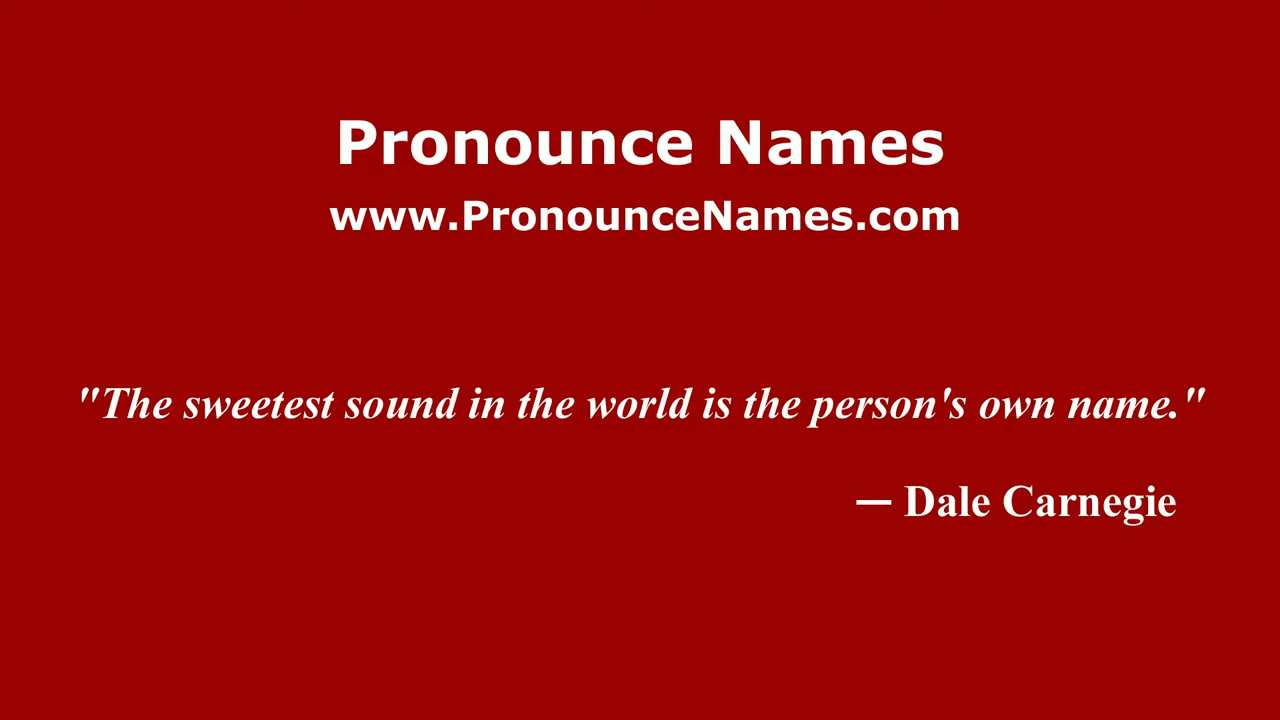 Pronounce Names
www.PronounceNames.com
"The sweetest sound in the world is the person's own name."
— Dale Carnegie